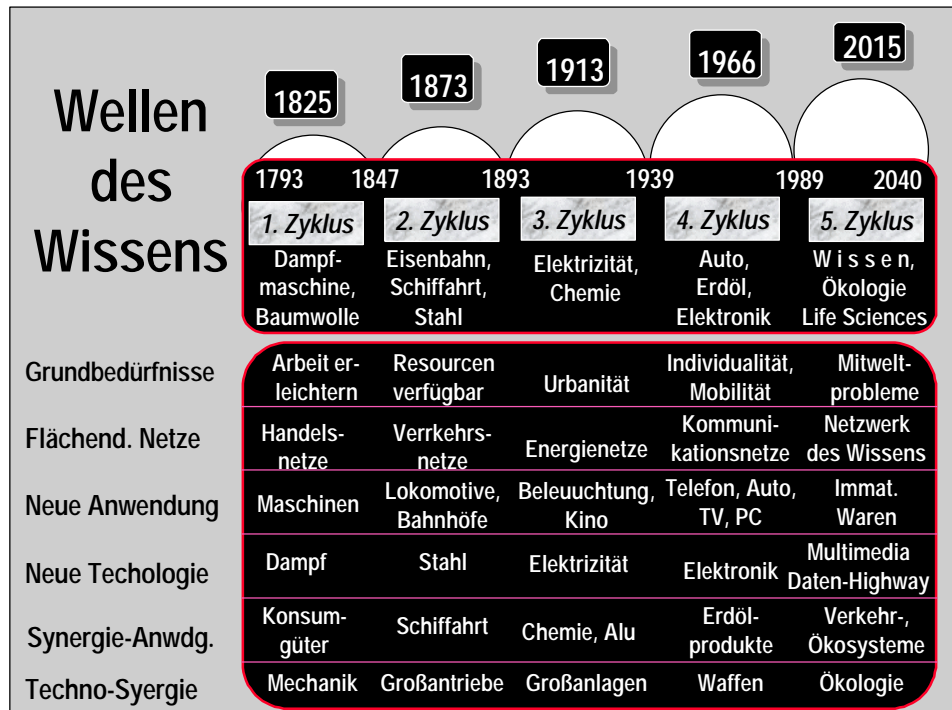 Wellen
des
Wissens
1825 1873 1913 1966 2015
1793 1847 1893 1939 1989 2040
1. Zyklus 2. Zyklus 3. Zyklus 4. Zyklus 5. Zyklus
Dampf-
maschine,
Baumwolle
Eisenbahn,
Schiffahrt,
Stahl
Elektrizität,
Chemie
Auto,
Erdöl,
Elektronik
W i s s e n,
Ökologie
Life Sciences
Grundbedürfnisse
Arbeit er-
leichtern
Resourcen
verfügbar
Urbanität
Individualität,
Mobilität
Mitwelt-
probleme
Flächend. Netze
Handels-
netze
Verrkehrs-
netze
Energienetze
Kommuni-
kationsnetze
Netzwerk
des Wissens
Neue Anwendung
Maschinen
Lokomotive,
Bahnhöfe
Beleuuchtung,
Kino
Telefon, Auto,
TV, PC
Immat.
Waren
Neue Techologie
Dampf
Stahl
Elektrizität
Elektronik
Multimedia
Daten-Highway
Synergie-Anwdg.
Konsum-
güter
Schiffahrt
Chemie, Alu
Erdöl-
produkte
Verkehr-,
Ökosysteme
Techno-Syergie
Mechanik
Großantriebe
Großanlagen
Waffen
Ökologie